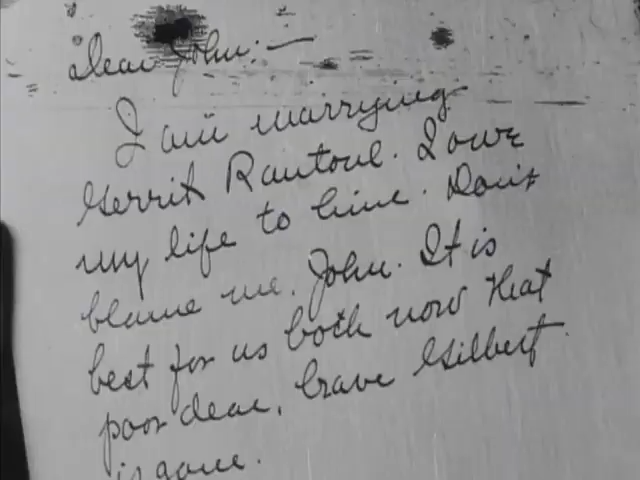 Dear John:—
I am marrying
Gerrit Rantoul. I owe
my life to him. Don't
blame me, John. It is
best for us both now that
poor dear, brave Gilbert
is gone.